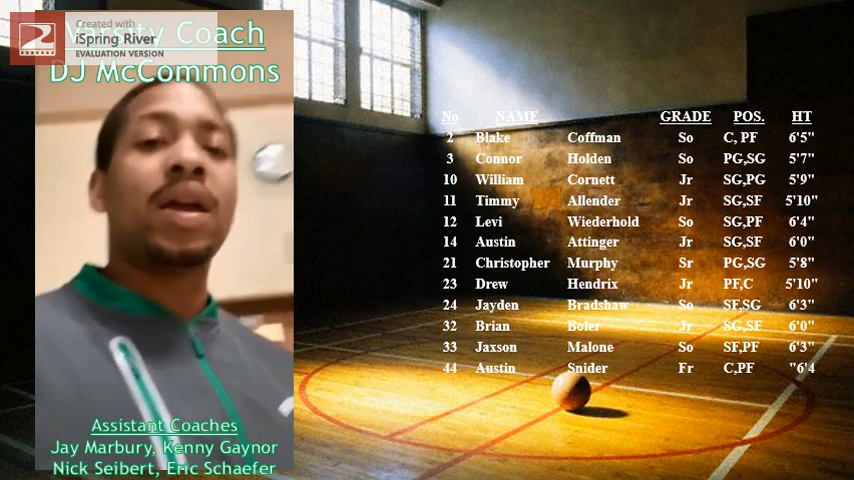 Created with
iSpring River
EVALUATION VERSION
Varsity Coach
DJ McCommons
No NAME GRADE POS. HT
2 Blake Coffman So C, PF 6'5"
3 Connor Holden So PG,SG 5'7"
10 William Cornett Jr SG,PG 5'9"
11 Timmy Allender Jr SG,SF 5'10"
12 Levi Wiederhold So SG,PF 6'4"
14 Austin Attinger Jr SG,SF 6'0"
21 Christopher Murphy Sr PG,SG 5'8"
23 Drew Hendrix Jr PF,C 5'10"
24 Jayden Bradshaw So SF,SG 6'3"
32 Brian Boler Jr SG,SF 6'0"
33 Jaxson Malone So SF,PF 6'3"
44 Austin Snider Fr C,PF "6'4
Assistant Coaches
Jay Marbury, Kenny Gaynor
Nick Seibert, Eric Schaefer